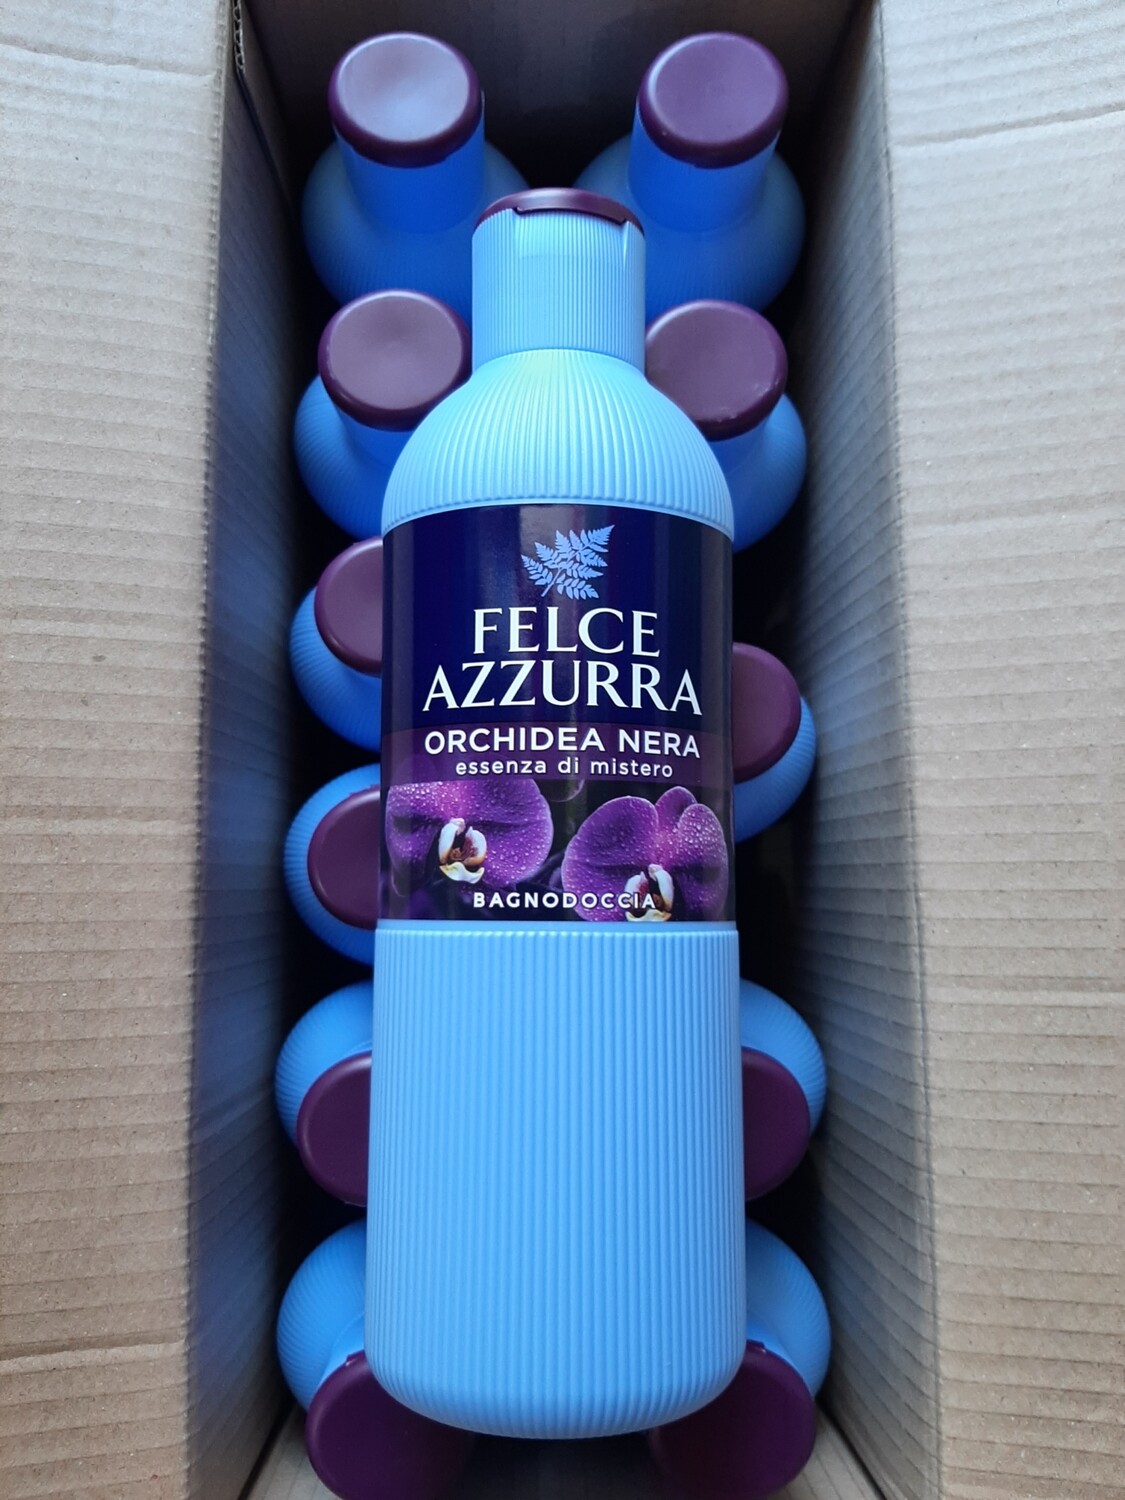 FELCE
AZZURRA
ORCHIDEA NERA
essenza di mistero
BAGNODOCCIA